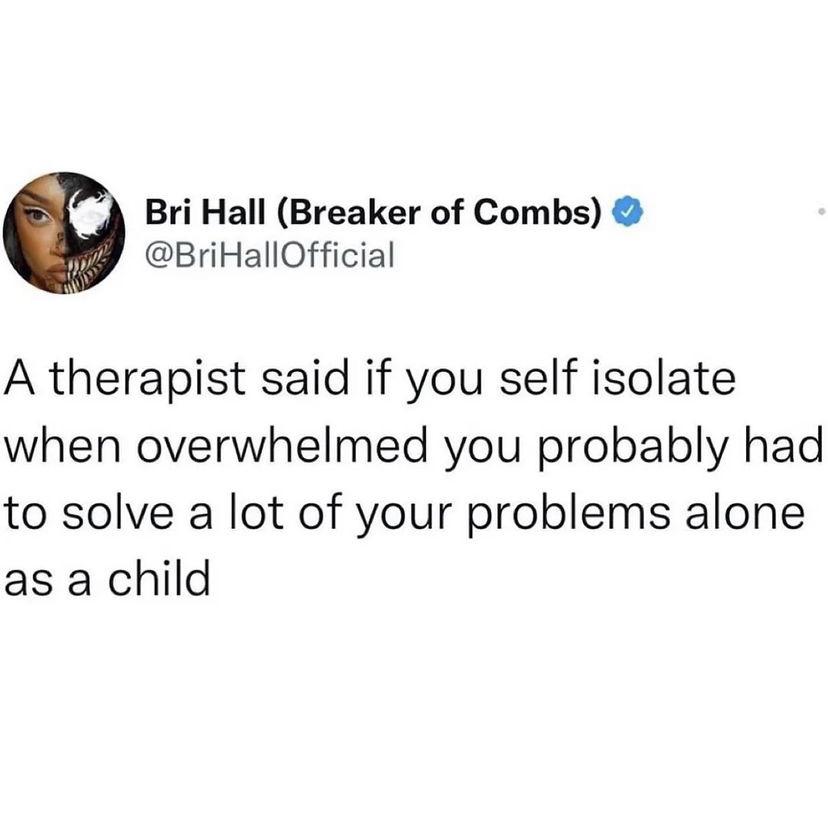 Bri Hall (Breaker of Combs)
@BriHallOfficial
A therapist said if you self isolate
when overwhelmed you probably had
to solve a lot of your problems alone
as a child